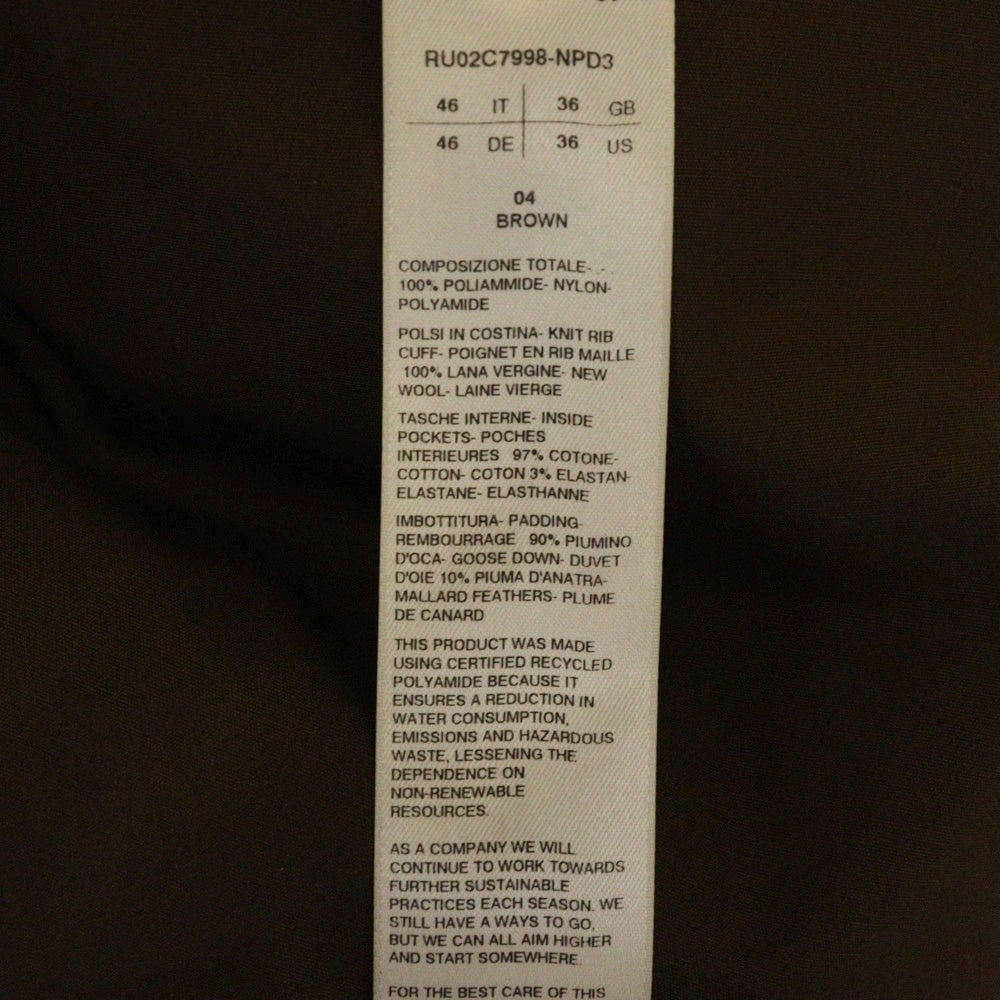 RU02C7998-NPD3
46 IT 36 GB
46 DE 36 US
04
BROWN
COMPOSIZIONE TOTALE- -
100% POLIAMMIDE- NYLON-
POLYAMIDE
POLSI IN COSTINA- KNIT RIB
CUFF- POIGNET EN RIB MAILLE
100% LANA VERGINE- NEW
WOOL- LAINE VIERGE
TASCHE INTERNE- INSIDE
POCKETS- POCHES
INTERIEURES 97% COTONE-
COTTON- COTON 3% ELASTAN-
ELASTANE- ELASTHANNE
IMBOTTITURA- PADDING-
REMBOURRAGE 90% PIUMINO
D'OCA- GOOSE DOWN- DUVET
D'OIE 10% PIUMA D'ANATRA-
MALLARD FEATHERS- PLUME
DE CANARD
THIS PRODUCT WAS MADE
USING CERTIFIED RECYCLED
POLYAMIDE BECAUSE IT
ENSURES A REDUCTION IN
WATER CONSUMPTION,
EMISSIONS AND HAZARDOUS
WASTE, LESSENING THE
DEPENDENCE ON
NON-RENEWABLE
RESOURCES.
AS A COMPANY WE WILL
CONTINUE TO WORK TOWARDS
FURTHER SUSTAINABLE
PRACTICES EACH SEASON. WE
STILL HAVE A WAYS TO GO,
BUT WE CAN ALL AIM HIGHER
AND START SOMEWHERE.
FOR THE BEST CARE OF THIS